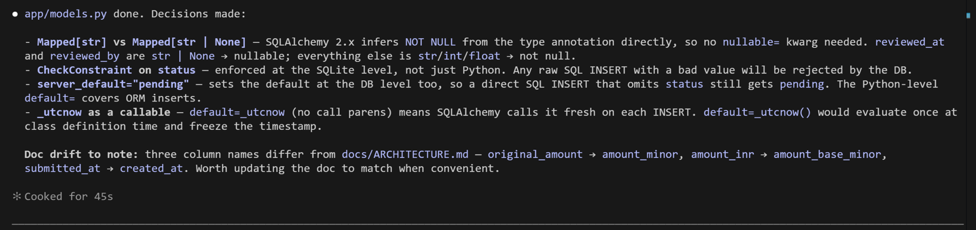 ● app/models.py done. Decisions made:
- Mapped[str] vs Mapped[str | None] — SQLAlchemy 2.x infers NOT NULL from the type annotation directly, so no nullable= kwarg needed. reviewed_at
and reviewed_by are str | None → nullable; everything else is str/int/float → not null.
- CheckConstraint on status — enforced at the SQLite level, not just Python. Any raw SQL INSERT with a bad value will be rejected by the DB.
- server_default="pending" — sets the default at the DB level too, so a direct SQL INSERT that omits status still gets pending. The Python-level
default= covers ORM inserts.
- _utcnow as a callable — default=_utcnow (no call parens) means SQLAlchemy calls it fresh on each INSERT. default=_utcnow() would evaluate once at
class definition time and freeze the timestamp.
Doc drift to note: three column names differ from docs/ARCHITECTURE.md — original_amount → amount_minor, amount_inr → amount_base_minor,
submitted_at → created_at. Worth updating the doc to match when convenient.
✻ Cooked for 45s